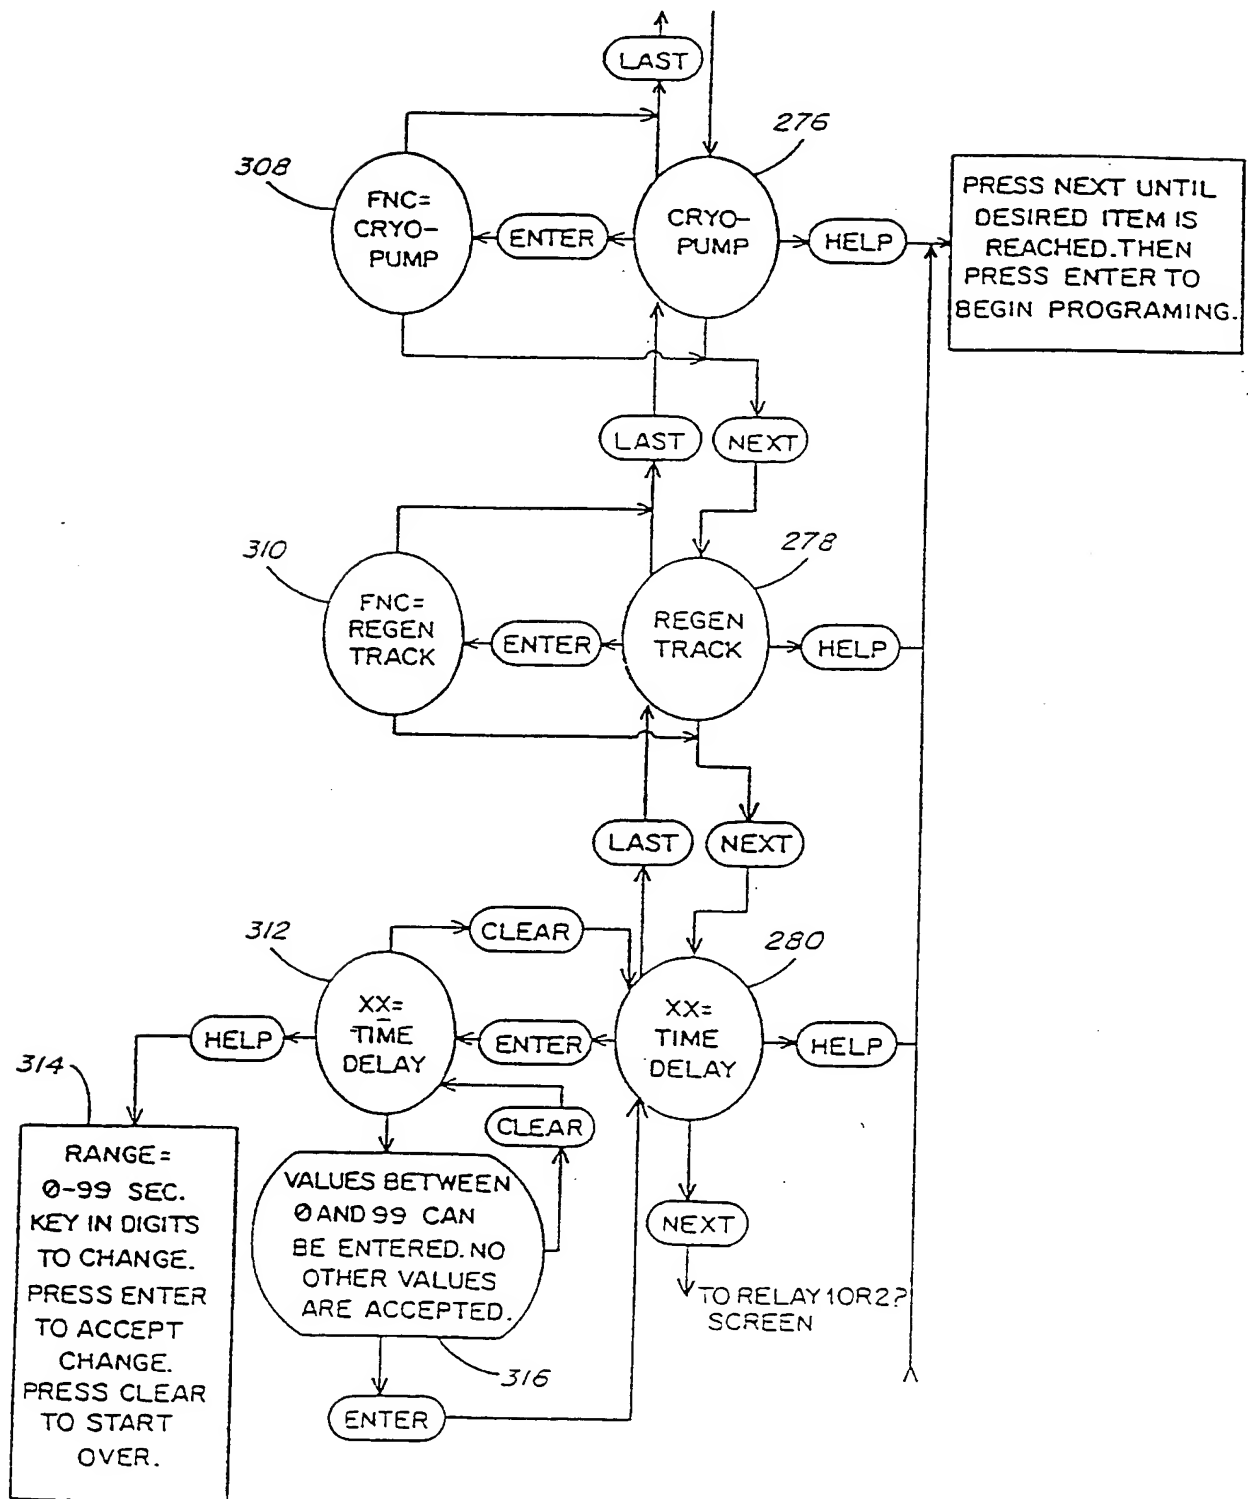 LAST
276
308
FNC=
CRYO-
PUMP
ENTER
CRYO-
PUMP
HELP
PRESS NEXT UNTIL
DESIRED ITEM IS
REACHED. THEN
PRESS ENTER TO
BEGIN PROGRAMING.
LAST
NEXT
310
278
FNC=
REGEN
TRACK
ENTER
REGEN
TRACK
HELP
LAST
NEXT
312
CLEAR
280
XX=
TIME
DELAY
HELP
ENTER
XX=
TIME
DELAY
HELP
314
CLEAR
RANGE=
0-99 SEC.
KEY IN DIGITS
TO CHANGE.
PRESS ENTER
TO ACCEPT
CHANGE.
PRESS CLEAR
TO START
OVER.
VALUES BETWEEN
0 AND 99 CAN
BE ENTERED. NO
OTHER VALUES
ARE ACCEPTED.
316
ENTER
NEXT
TO RELAY 1OR2?
SCREEN